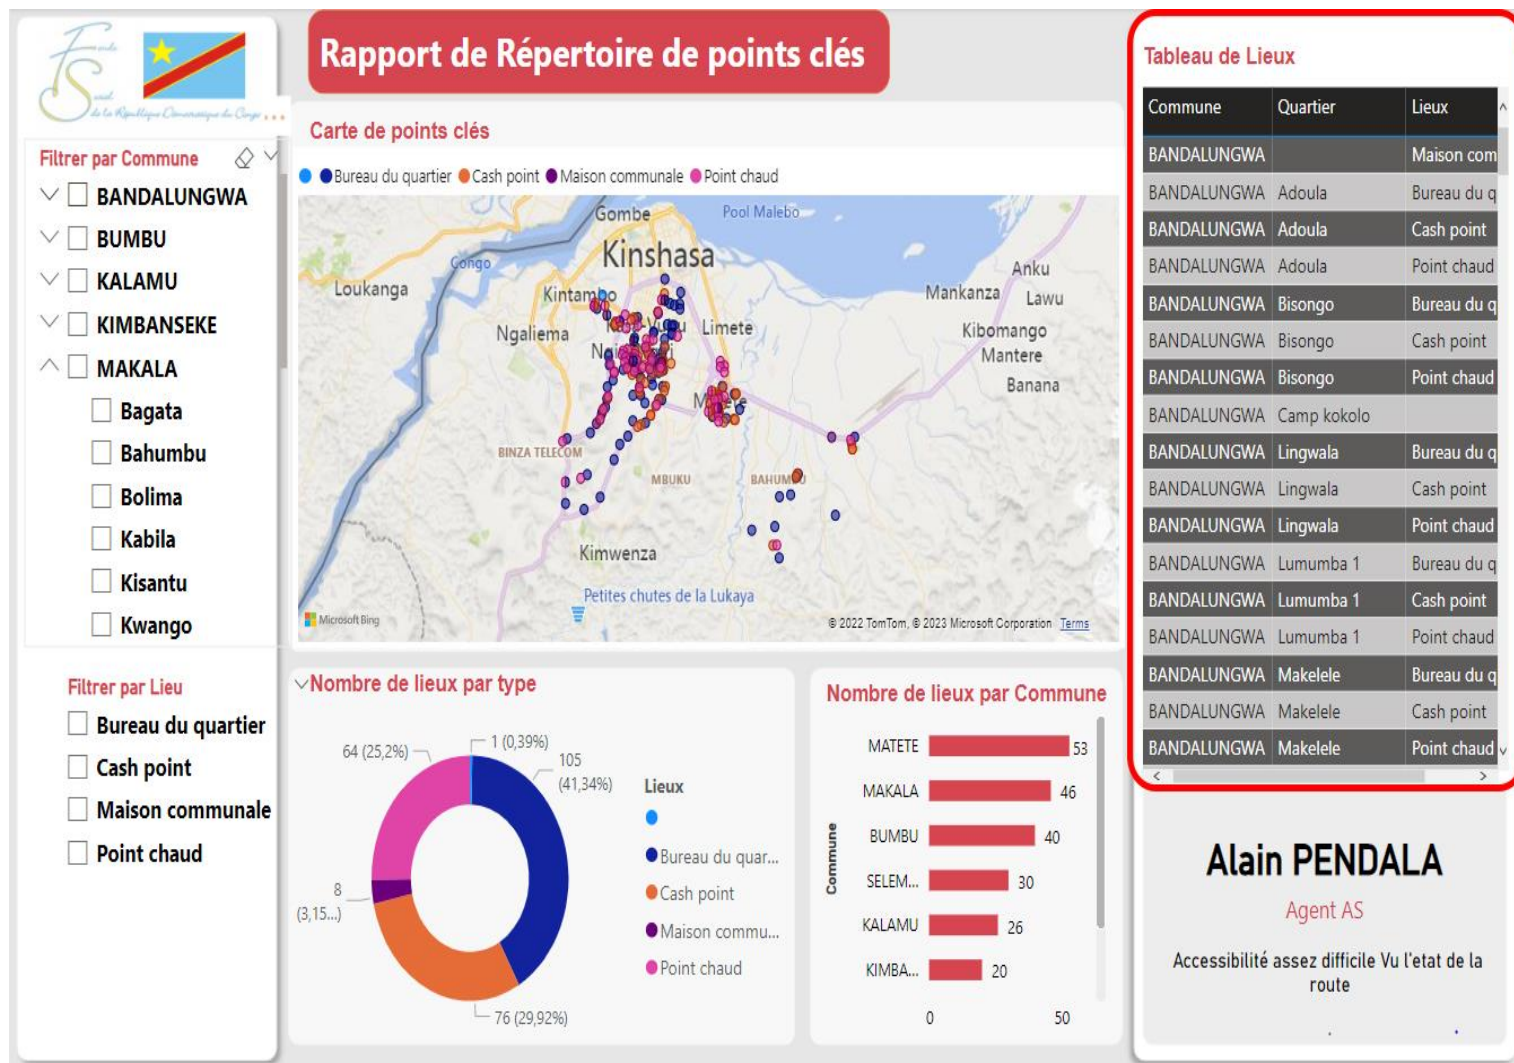 Fonds
Social
de la République Démocratique du Congo ...
Rapport de Répertoire de points clés
Filtrer par Commune
BANDALUNGWA
BUMBU
KALAMU
KIMBANSEKE
MAKALA
Bagata
Bahumbu
Bolima
Kabila
Kisantu
Kwango
Filtrer par Lieu
Bureau du quartier
Cash point
Maison communale
Point chaud
Carte de points clés
Bureau du quartier Cash point Maison communale Point chaud
Gombe
Pool Malebo
Kinshasa
Congo
Anku
Loukanga
Kintambo
Mankanza
Lawu
Ngaliema
Limete
Kibomango
Mantere
Banana
BINZA TELECOM
MBUKU
Kimwenza
Petites chutes de la Lukaya
Microsoft Bing
© 2022 TomTom, © 2023 Microsoft Corporation Terms
Nombre de lieux par type
1 (0,39%)
64 (25,2%)
105
(41,34%)
8
(3,15...)
76 (29,92%)
Lieux
Bureau du quar...
Cash point
Maison commu...
Point chaud
Nombre de lieux par Commune
Commune
MATETE 53
MAKALA 46
BUMBU 40
SELEM... 30
KALAMU 26
KIMBA... 20
0 50
Tableau de Lieux
Commune Quartier Lieux
BANDALUNGWA Maison com
BANDALUNGWA Adoula Bureau du q
BANDALUNGWA Adoula Cash point
BANDALUNGWA Adoula Point chaud
BANDALUNGWA Bisongo Bureau du q
BANDALUNGWA Bisongo Cash point
BANDALUNGWA Bisongo Point chaud
BANDALUNGWA Camp kokolo
BANDALUNGWA Lingwala Bureau du q
BANDALUNGWA Lingwala Cash point
BANDALUNGWA Lingwala Point chaud
BANDALUNGWA Lumumba 1 Bureau du q
BANDALUNGWA Lumumba 1 Cash point
BANDALUNGWA Lumumba 1 Point chaud
BANDALUNGWA Makelele Bureau du q
BANDALUNGWA Makelele Cash point
BANDALUNGWA Makelele Point chaud
Alain PENDALA
Agent AS
Accessibilité assez difficile Vu l'etat de la
route